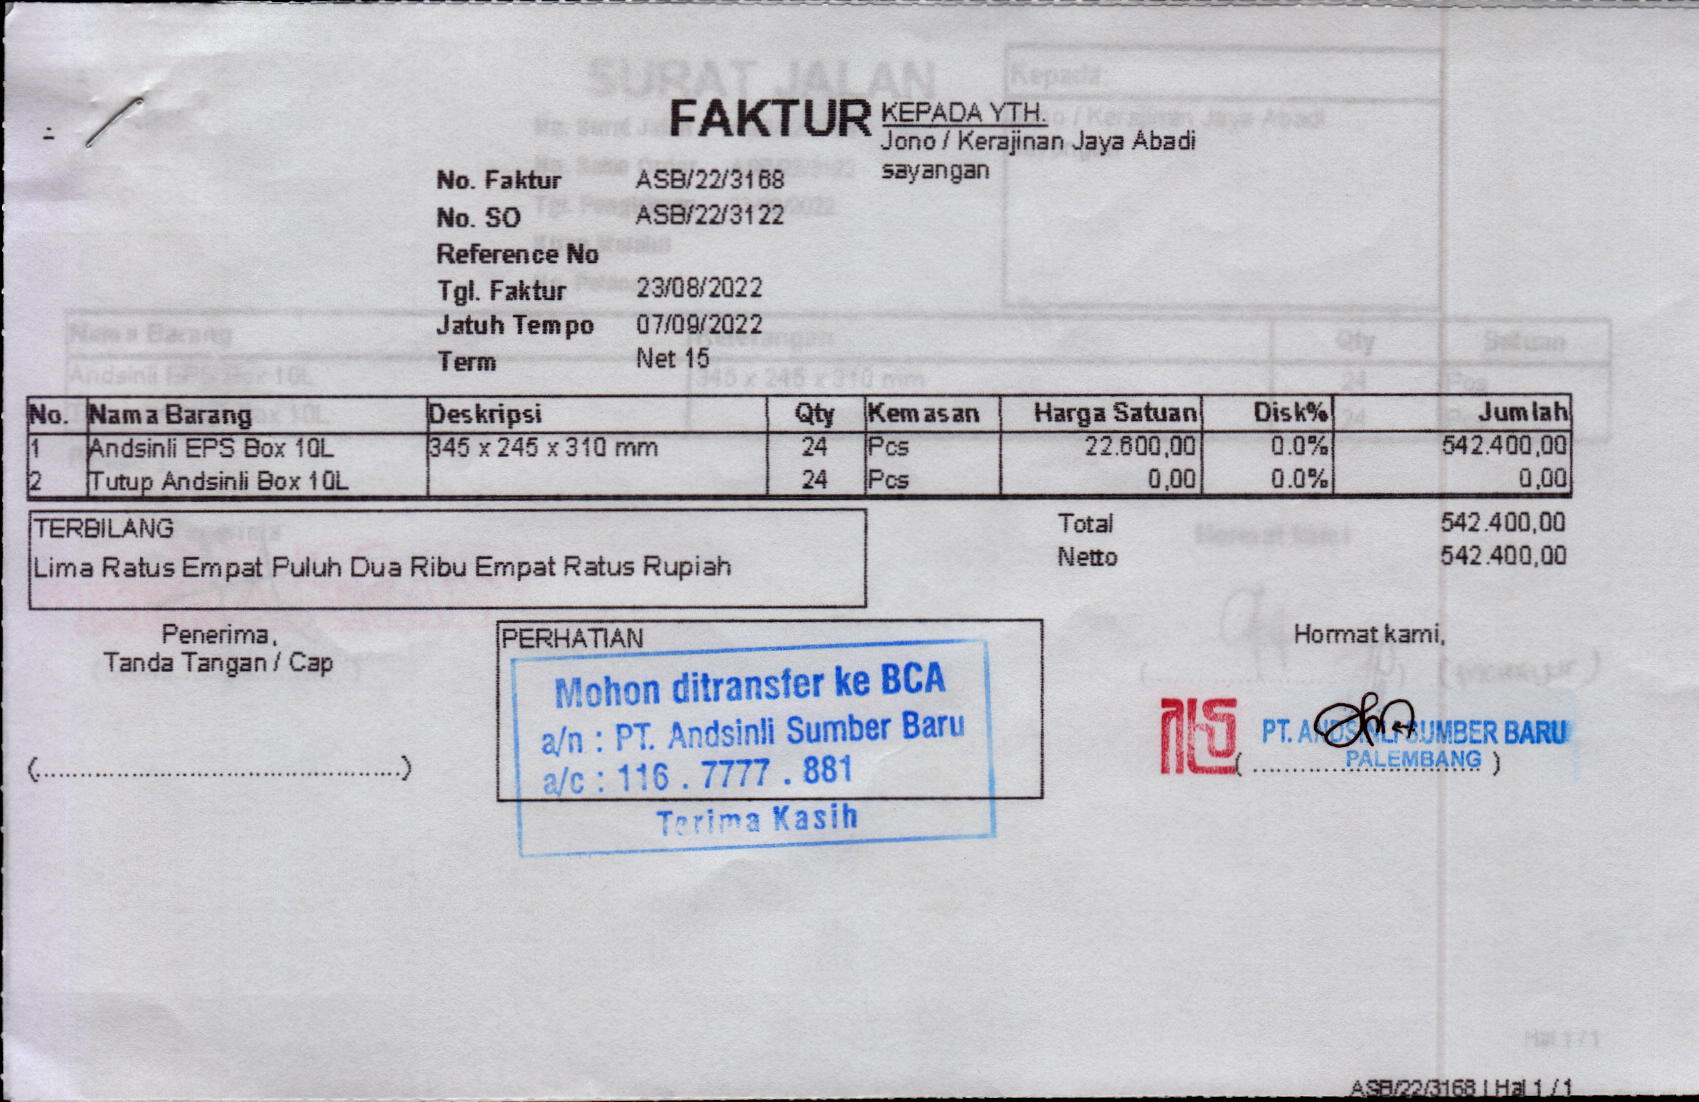 FAKTUR
KEPADA YTH.
Jono / Kerajinan Jaya Abadi
sayangan
No. Faktur ASB/22/3168
No. SO ASB/22/3122
Reference No
Tgl. Faktur 23/08/2022
Jatuh Tempo 07/09/2022
Term Net 15
No. Nama Barang Deskripsi Qty Kemasan Harga Satuan Disk% Jumlah
1 Andsinli EPS Box 10L 345 x 245 x 310 mm 24 Pcs 22.600,00 0.0% 542.400,00
2 Tutup Andsinli Box 10L 24 Pcs 0,00 0.0% 0,00
TERBILANG
Lima Ratus Empat Puluh Dua Ribu Empat Ratus Rupiah
Total 542.400,00
Netto 542.400,00
Penerima,
Tanda Tangan / Cap
(..............................................)
PERHATIAN
Mohon ditransfer ke BCA
a/n : PT. Andsinli Sumber Baru
a/c : 116 . 7777 . 881
Terima Kasih
Hormat kami,
PT. ANDSINLI SUMBER BARU
PALEMBANG
ASB/22/3168 | Hal 1 / 1